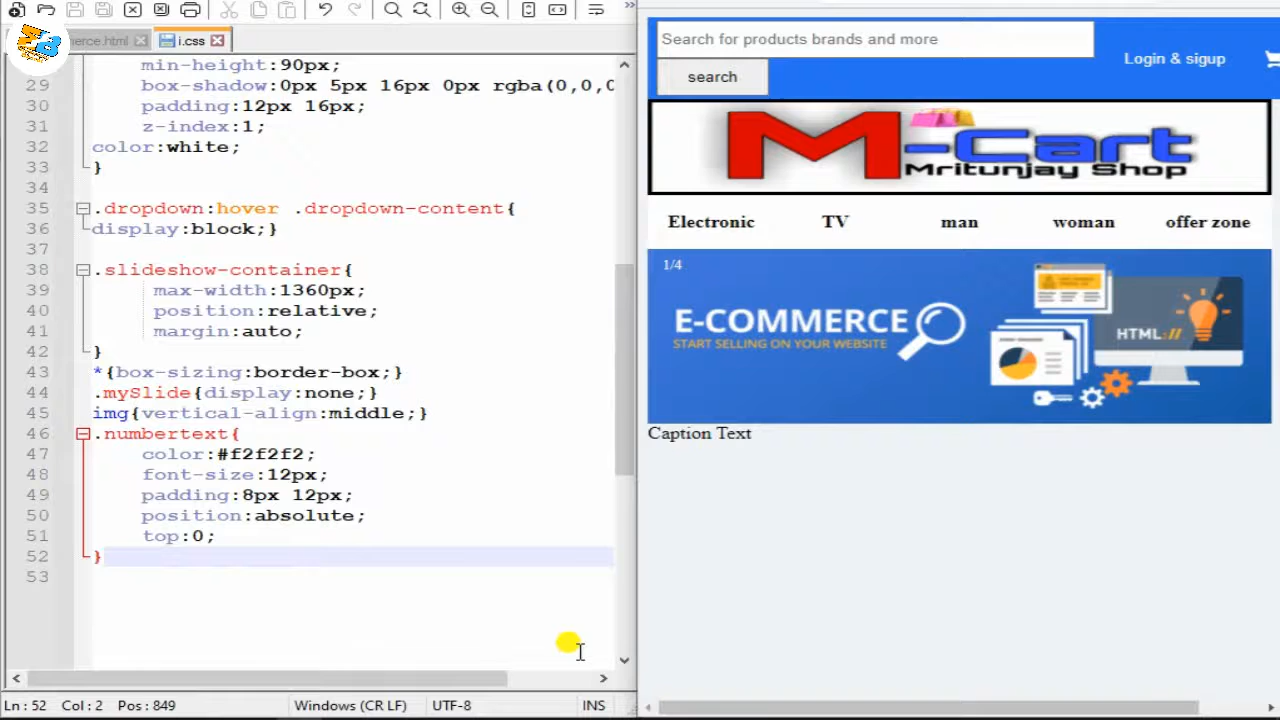 erce.html
i.css
min-height:90px;
29 box-shadow:0px 5px 16px 0px rgba(0,0,0
30 padding:12px 16px;
31 z-index:1;
32 color:white;
33 }
34
35 .dropdown:hover .dropdown-content{
36 display:block;}
37
38 .slideshow-container{
39 max-width:1360px;
40 position:relative;
41 margin:auto;
42 }
43 *{box-sizing:border-box;}
44 .mySlide{display:none;}
45 img{vertical-align:middle;}
46 .numbertext{
47 color:#f2f2f2;
48 font-size:12px;
49 padding:8px 12px;
50 position:absolute;
51 top:0;
52 }
53
Ln : 52 Col : 2 Pos : 849 Windows (CR LF) UTF-8 INS
Search for products brands and more
Login & sigup
search
M-Cart
Mritunjay Shop
Electronic TV man woman offer zone
1/4
E-COMMERCE
START SELLING ON YOUR WEBSITE
HTML://
Caption Text